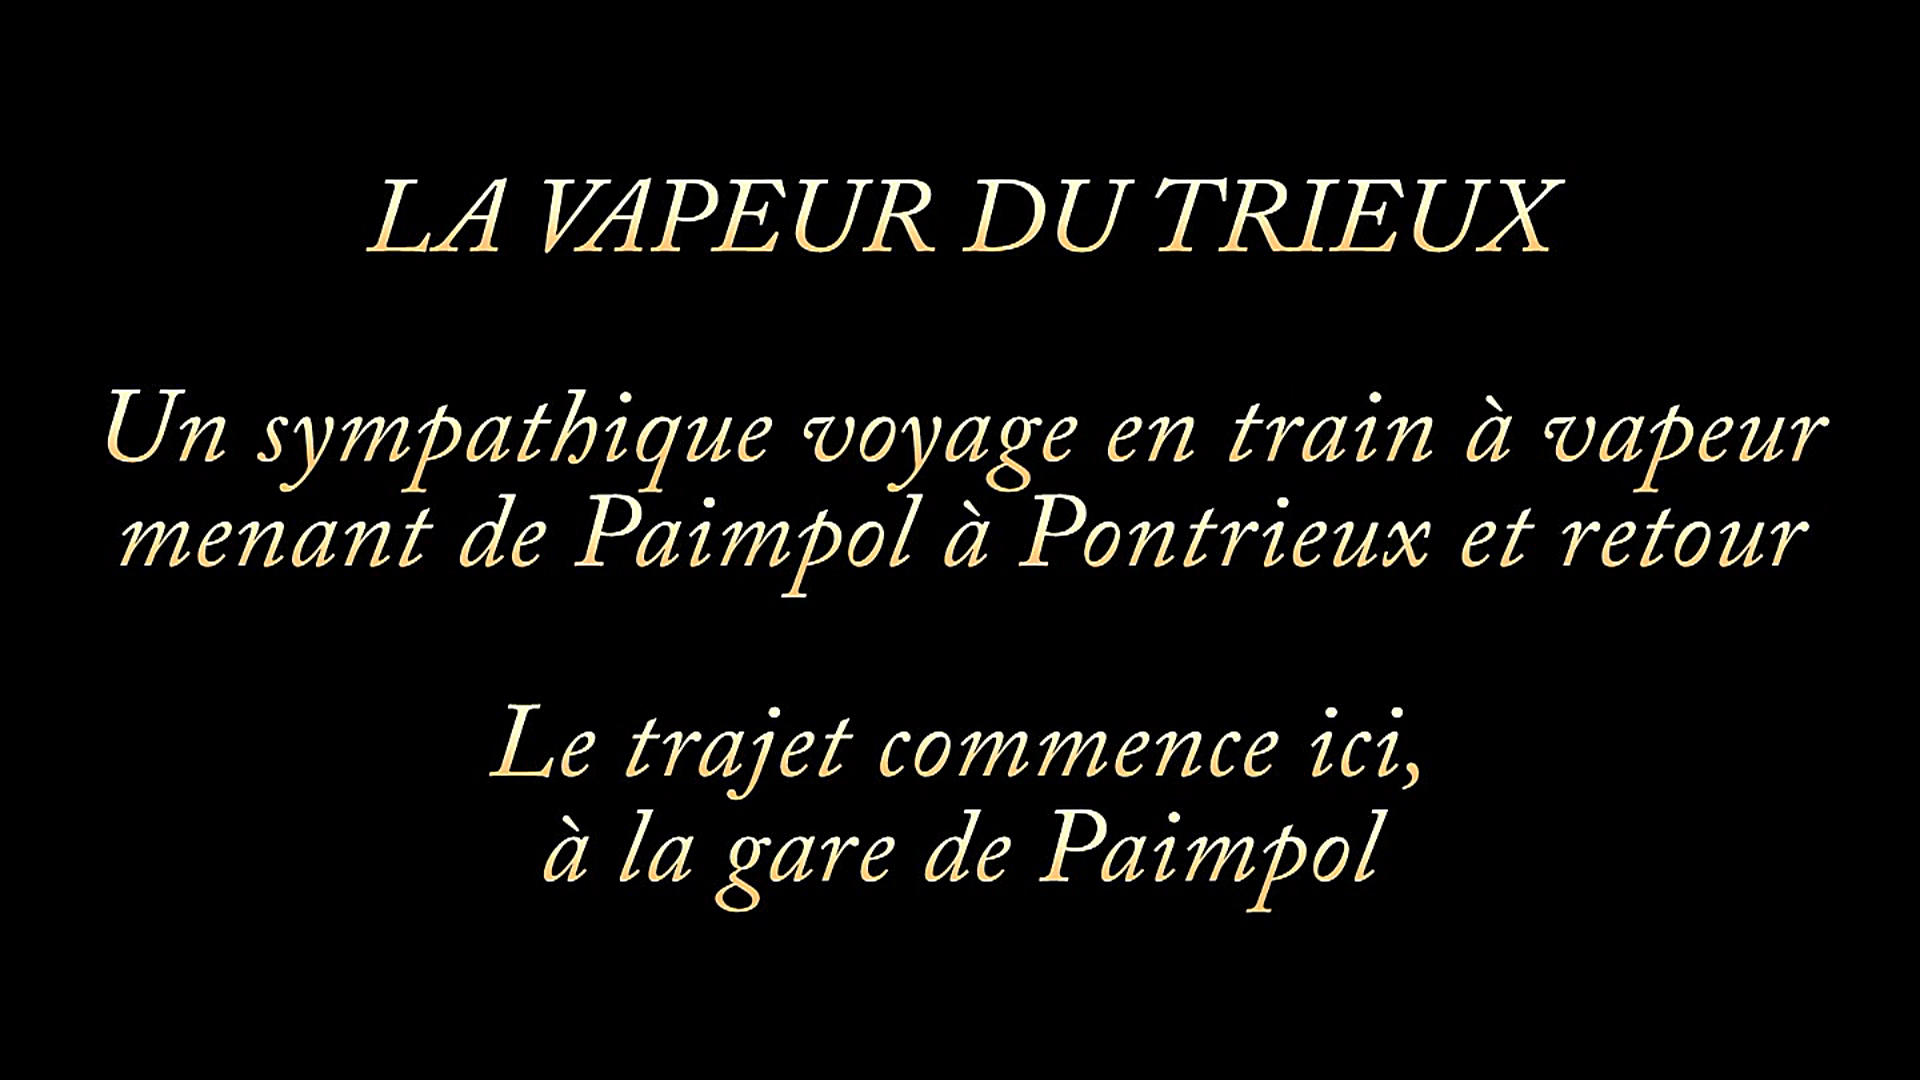 LA VAPEUR DU TRIEUX
Un sympathique voyage en train à vapeur
menant de Paimpol à Pontrieux et retour
Le trajet commence ici,
à la gare de Paimpol